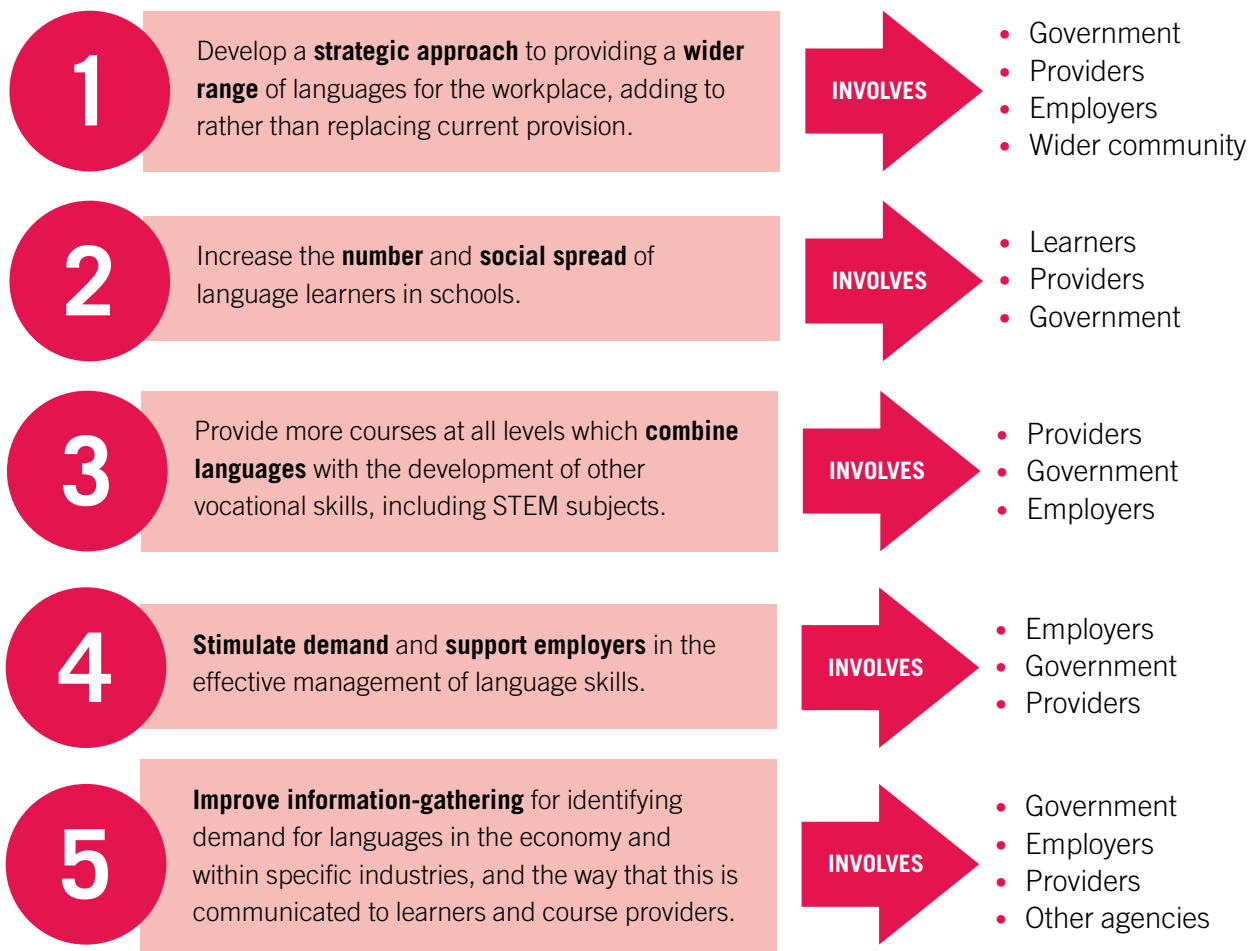 1
Develop a strategic approach to providing a wider
range of languages for the workplace, adding to
rather than replacing current provision.
INVOLVES
• Government
• Providers
• Employers
• Wider community
2
Increase the number and social spread of
language learners in schools.
INVOLVES
• Learners
• Providers
• Government
3
Provide more courses at all levels which combine
languages with the development of other
vocational skills, including STEM subjects.
INVOLVES
• Providers
• Government
• Employers
4
Stimulate demand and support employers in the
effective management of language skills.
INVOLVES
• Employers
• Government
• Providers
5
Improve information-gathering for identifying
demand for languages in the economy and
within specific industries, and the way that this is
communicated to learners and course providers.
INVOLVES
• Government
• Employers
• Providers
• Other agencies